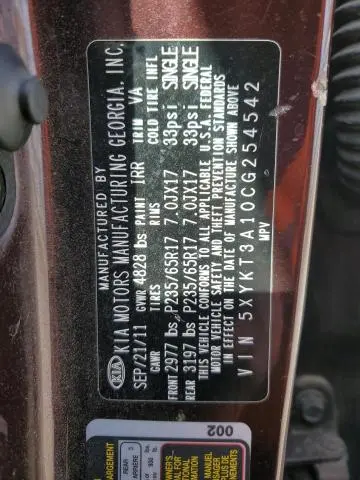 MANUFACTURED BY
KIA KIA MOTORS MANUFACTURING GEORGIA, INC.
SEP/21/11 GVWR 4828 lbs PAINT IRR TRIM VA
GAWR TIRES RIMS COLD TIRE INFL
FRONT 2977 lbs P235/65R17 7.0JX17 33psi SINGLE
REAR 3197 lbs P235/65R17 7.0JX17 33psi SINGLE
THIS VEHICLE CONFORMS TO ALL APPLICABLE U.S.A. FEDERAL
MOTOR VEHICLE SAFETY AND THEFT PREVENTION STANDARDS
IN EFFECT ON THE DATE OF MANUFACTURE SHOWN ABOVE
VIN 5XYKT3A10CG254542
MPV
002
REAR 3